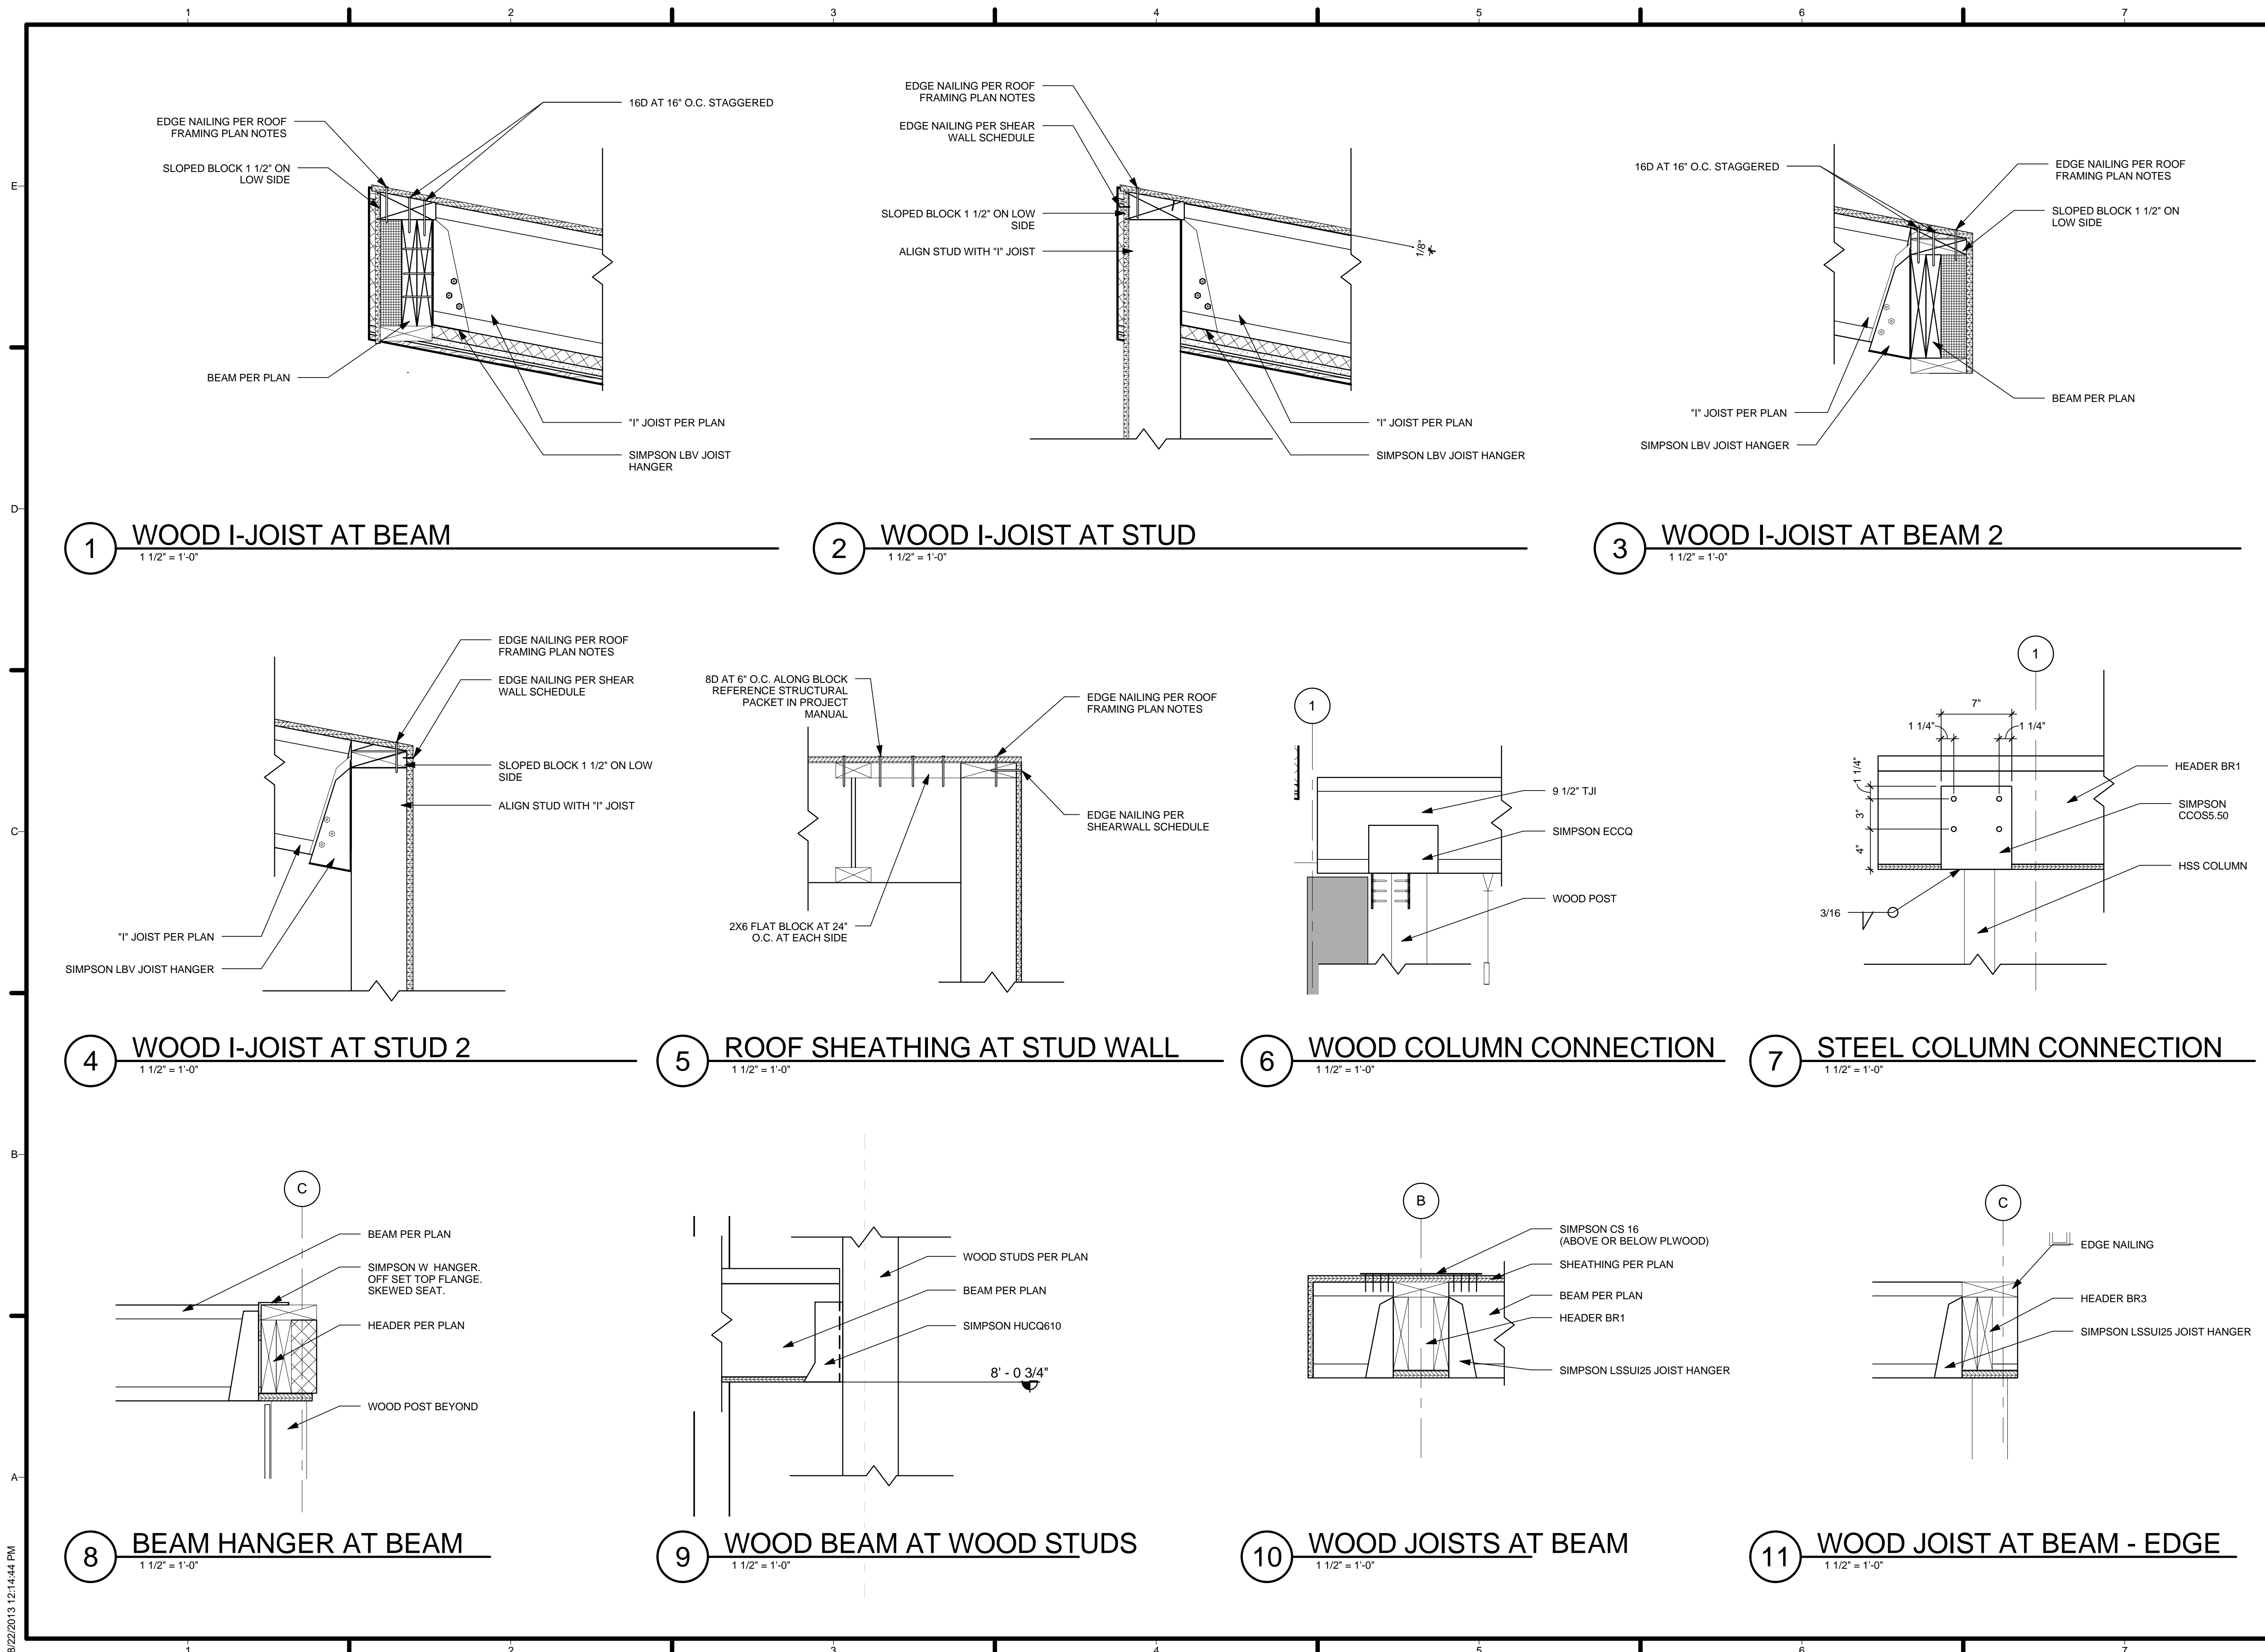 1 2 3 4 5 6 7
E
D
C
B
A
EDGE NAILING PER ROOF
FRAMING PLAN NOTES
SLOPED BLOCK 1 1/2" ON
LOW SIDE
BEAM PER PLAN
16D AT 16" O.C. STAGGERED
"I" JOIST PER PLAN
SIMPSON LBV JOIST
HANGER
1 WOOD I-JOIST AT BEAM
1 1/2" = 1'-0"
EDGE NAILING PER ROOF
FRAMING PLAN NOTES
EDGE NAILING PER SHEAR
WALL SCHEDULE
SLOPED BLOCK 1 1/2" ON LOW
SIDE
ALIGN STUD WITH "I" JOIST
1/8"
"I" JOIST PER PLAN
SIMPSON LBV JOIST HANGER
2 WOOD I-JOIST AT STUD
1 1/2" = 1'-0"
16D AT 16" O.C. STAGGERED
EDGE NAILING PER ROOF
FRAMING PLAN NOTES
SLOPED BLOCK 1 1/2" ON
LOW SIDE
BEAM PER PLAN
"I" JOIST PER PLAN
SIMPSON LBV JOIST HANGER
3 WOOD I-JOIST AT BEAM 2
1 1/2" = 1'-0"
EDGE NAILING PER ROOF
FRAMING PLAN NOTES
EDGE NAILING PER SHEAR
WALL SCHEDULE
SLOPED BLOCK 1 1/2" ON LOW
SIDE
ALIGN STUD WITH "I" JOIST
"I" JOIST PER PLAN
SIMPSON LBV JOIST HANGER
4 WOOD I-JOIST AT STUD 2
1 1/2" = 1'-0"
8D AT 6" O.C. ALONG BLOCK
REFERENCE STRUCTURAL
PACKET IN PROJECT
MANUAL
EDGE NAILING PER ROOF
FRAMING PLAN NOTES
EDGE NAILING PER
SHEARWALL SCHEDULE
2X6 FLAT BLOCK AT 24"
O.C. AT EACH SIDE
5 ROOF SHEATHING AT STUD WALL
1 1/2" = 1'-0"
1
9 1/2" TJI
SIMPSON ECCQ
WOOD POST
6 WOOD COLUMN CONNECTION
1 1/2" = 1'-0"
1
7"
1 1/4" 1 1/4"
1 1/4"
3"
4"
3/16
HEADER BR1
SIMPSON
CCOS5.50
HSS COLUMN
7 STEEL COLUMN CONNECTION
1 1/2" = 1'-0"
C
BEAM PER PLAN
SIMPSON W HANGER.
OFF SET TOP FLANGE.
SKEWED SEAT.
HEADER PER PLAN
WOOD POST BEYOND
8 BEAM HANGER AT BEAM
1 1/2" = 1'-0"
WOOD STUDS PER PLAN
BEAM PER PLAN
SIMPSON HUCQ610
8' - 0 3/4"
9 WOOD BEAM AT WOOD STUDS
1 1/2" = 1'-0"
B
SIMPSON CS 16
(ABOVE OR BELOW PLWOOD)
SHEATHING PER PLAN
BEAM PER PLAN
HEADER BR1
SIMPSON LSSUI25 JOIST HANGER
10 WOOD JOISTS AT BEAM
1 1/2" = 1'-0"
C
EDGE NAILING
HEADER BR3
SIMPSON LSSUI25 JOIST HANGER
11 WOOD JOIST AT BEAM - EDGE
1 1/2" = 1'-0"
8/22/2013 12:14:44 PM
1 2 3 4 5 6 7